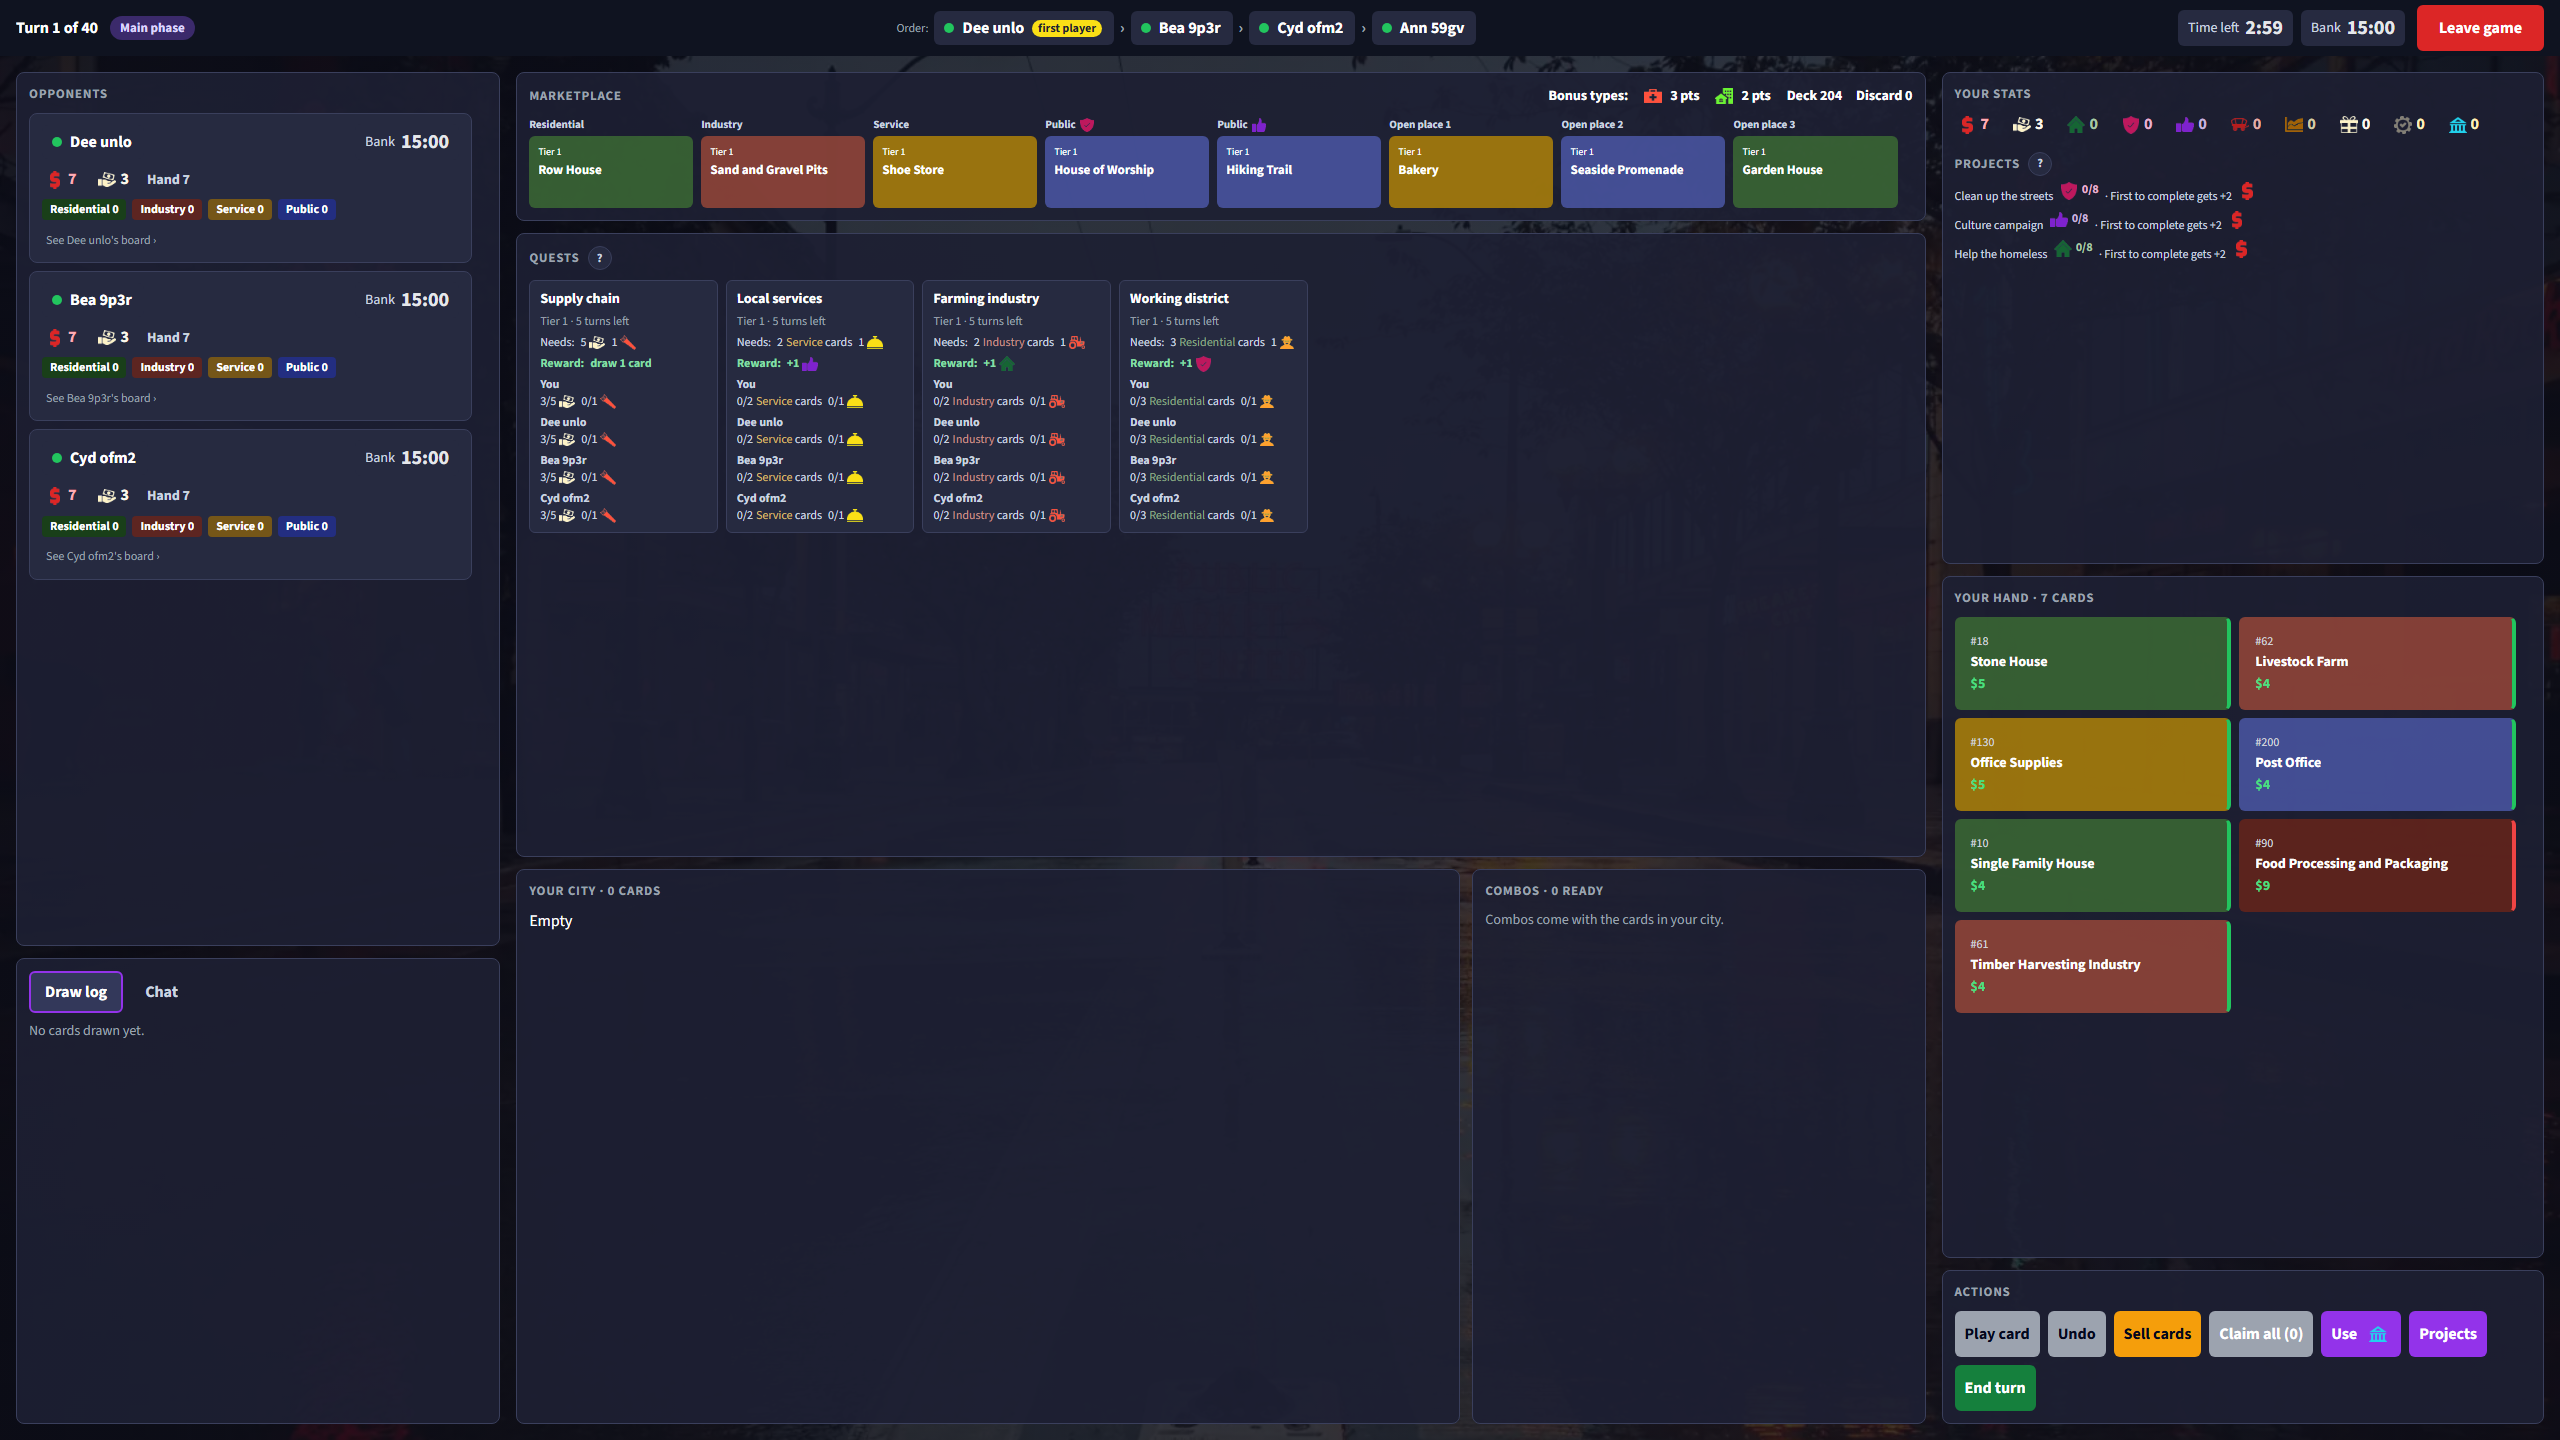 Turn 1 of 40 Main phase
Order: Dee unlo first player › Bea 9p3r › Cyd ofm2 › Ann 59gv
Time left 2:59 Bank 15:00 Leave game
OPPONENTS
Dee unlo Bank 15:00
7 3 Hand 7
Residential 0 Industry 0 Service 0 Public 0
See Dee unlo's board ›
Bea 9p3r Bank 15:00
7 3 Hand 7
Residential 0 Industry 0 Service 0 Public 0
See Bea 9p3r's board ›
Cyd ofm2 Bank 15:00
7 3 Hand 7
Residential 0 Industry 0 Service 0 Public 0
See Cyd ofm2's board ›
Draw log Chat
No cards drawn yet.
MARKETPLACE Bonus types: 3 pts 2 pts Deck 204 Discard 0
Residential Industry Service Public Public Open place 1 Open place 2 Open place 3
Tier 1 Tier 1 Tier 1 Tier 1 Tier 1 Tier 1 Tier 1 Tier 1
Row House Sand and Gravel Pits Shoe Store House of Worship Hiking Trail Bakery Seaside Promenade Garden House
QUESTS ?
Supply chain
Tier 1 · 5 turns left
Needs: 5 1
Reward: draw 1 card
You
3/5 0/1
Dee unlo
3/5 0/1
Bea 9p3r
3/5 0/1
Cyd ofm2
3/5 0/1
Local services
Tier 1 · 5 turns left
Needs: 2 Service cards 1
Reward: +1
You
0/2 Service cards 0/1
Dee unlo
0/2 Service cards 0/1
Bea 9p3r
0/2 Service cards 0/1
Cyd ofm2
0/2 Service cards 0/1
Farming industry
Tier 1 · 5 turns left
Needs: 2 Industry cards 1
Reward: +1
You
0/2 Industry cards 0/1
Dee unlo
0/2 Industry cards 0/1
Bea 9p3r
0/2 Industry cards 0/1
Cyd ofm2
0/2 Industry cards 0/1
Working district
Tier 1 · 5 turns left
Needs: 3 Residential cards 1
Reward: +1
You
0/3 Residential cards 0/1
Dee unlo
0/3 Residential cards 0/1
Bea 9p3r
0/3 Residential cards 0/1
Cyd ofm2
0/3 Residential cards 0/1
YOUR CITY · 0 CARDS
Empty
COMBOS · 0 READY
Combos come with the cards in your city.
YOUR STATS
7 3 0 0 0 0 0 0 0 0
PROJECTS ?
Clean up the streets 0/8 · First to complete gets +2
Culture campaign 0/8 · First to complete gets +2
Help the homeless 0/8 · First to complete gets +2
YOUR HAND · 7 CARDS
#18
Stone House
$5
#62
Livestock Farm
$4
#130
Office Supplies
$5
#200
Post Office
$4
#10
Single Family House
$4
#90
Food Processing and Packaging
$9
#61
Timber Harvesting Industry
$4
ACTIONS
Play card Undo Sell cards Claim all (0) Use Projects
End turn